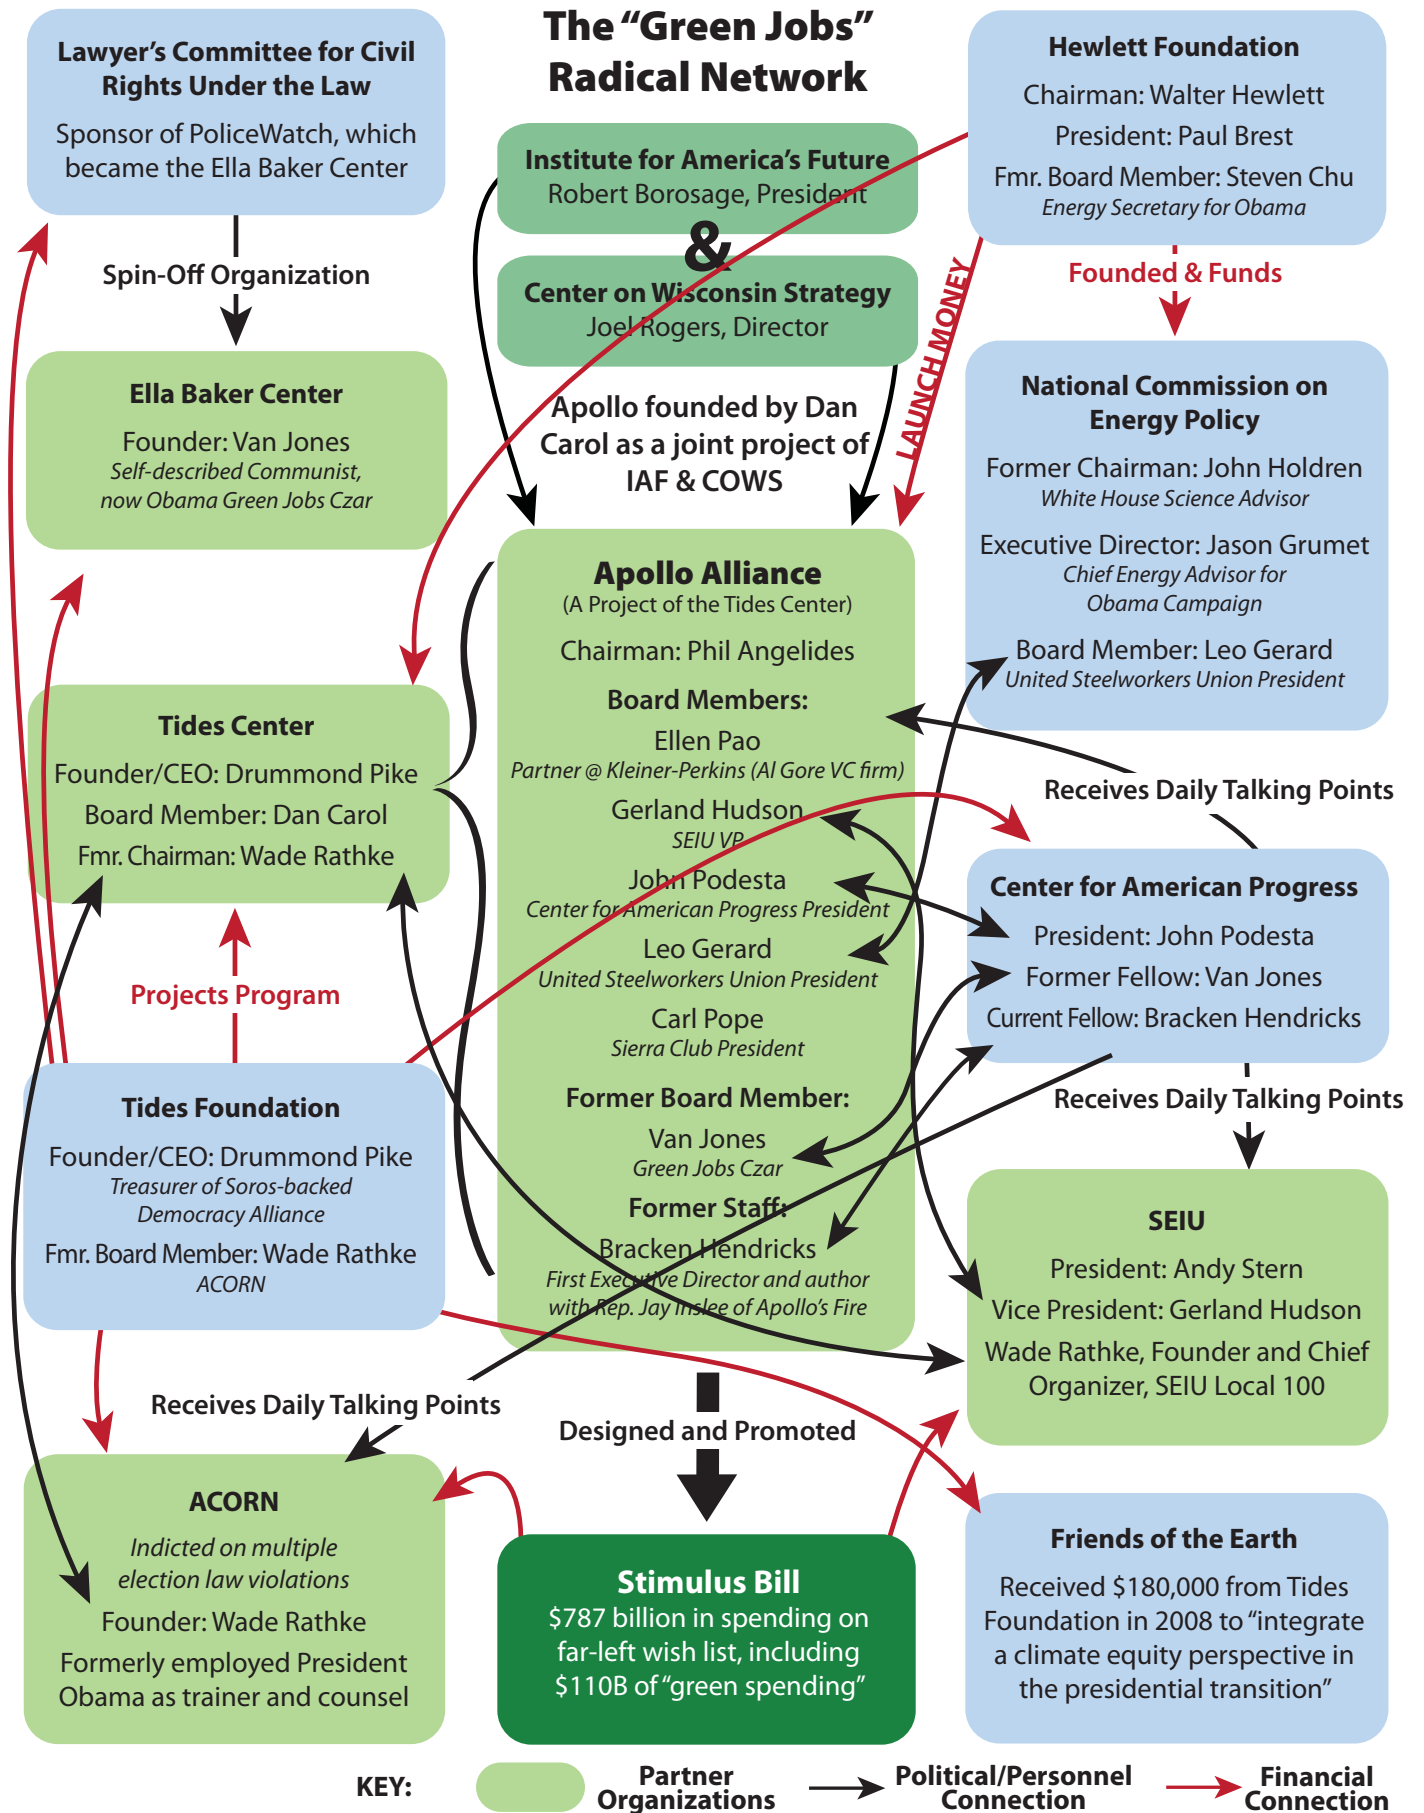 The “Green Jobs”
Radical Network
Lawyer’s Committee for Civil
Rights Under the Law
Sponsor of PoliceWatch, which
became the Ella Baker Center
Spin-Off Organization
Ella Baker Center
Founder: Van Jones
Self-described Communist,
now Obama Green Jobs Czar
Tides Center
Founder/CEO: Drummond Pike
Board Member: Dan Carol
Fmr. Chairman: Wade Rathke
Projects Program
Tides Foundation
Founder/CEO: Drummond Pike
Treasurer of Soros-backed
Democracy Alliance
Fmr. Board Member: Wade Rathke
ACORN
Receives Daily Talking Points
ACORN
Indicted on multiple
election law violations
Founder: Wade Rathke
Formerly employed President
Obama as trainer and counsel
Institute for America’s Future
Robert Borosage, President
&
Center on Wisconsin Strategy
Joel Rogers, Director
Apollo founded by Dan
Carol as a joint project of
IAF & COWS
LAUNCH MONEY
Apollo Alliance
(A Project of the Tides Center)
Chairman: Phil Angelides
Board Members:
Ellen Pao
Partner @ Kleiner-Perkins (Al Gore VC firm)
Gerland Hudson
SEIU VP
John Podesta
Center for American Progress President
Leo Gerard
United Steelworkers Union President
Carl Pope
Sierra Club President
Former Board Member:
Van Jones
Green Jobs Czar
Former Staff:
Bracken Hendricks
First Executive Director and author
with Rep. Jay Inslee of Apollo’s Fire
Designed and Promoted
Stimulus Bill
$787 billion in spending on
far-left wish list, including
$110B of “green spending”
Hewlett Foundation
Chairman: Walter Hewlett
President: Paul Brest
Fmr. Board Member: Steven Chu
Energy Secretary for Obama
Founded & Funds
National Commission on
Energy Policy
Former Chairman: John Holdren
White House Science Advisor
Executive Director: Jason Grumet
Chief Energy Advisor for
Obama Campaign
Board Member: Leo Gerard
United Steelworkers Union President
Receives Daily Talking Points
Center for American Progress
President: John Podesta
Former Fellow: Van Jones
Current Fellow: Bracken Hendricks
Receives Daily Talking Points
SEIU
President: Andy Stern
Vice President: Gerland Hudson
Wade Rathke, Founder and Chief
Organizer, SEIU Local 100
Friends of the Earth
Received $180,000 from Tides
Foundation in 2008 to “integrate
a climate equity perspective in
the presidential transition”
KEY:
Partner
Organizations
Political/Personnel
Connection
Financial
Connection